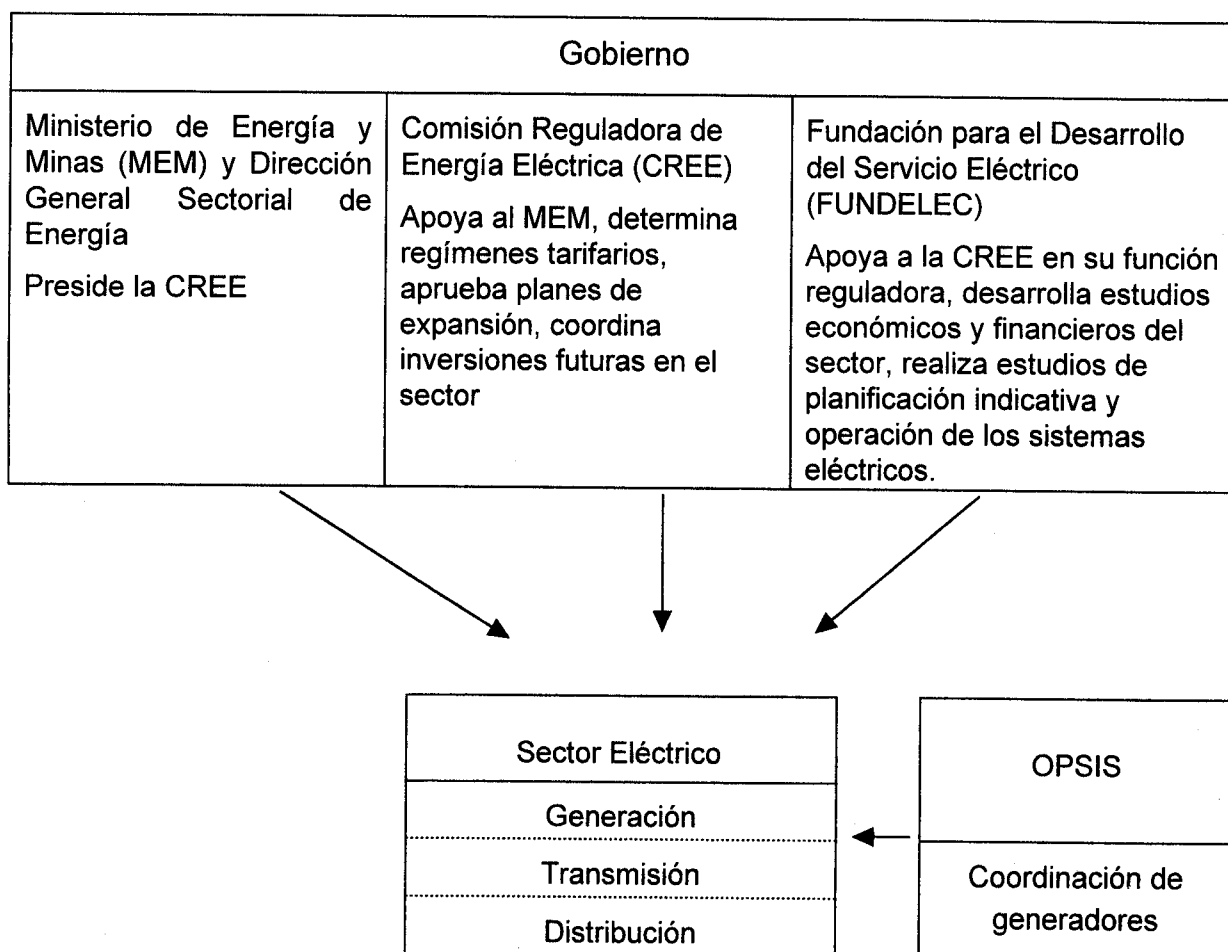 Gobierno
Ministerio de Energía y
Minas (MEM) y Dirección
General Sectorial de
Energía
Preside la CREE
Comisión Reguladora de
Energía Eléctrica (CREE)
Apoya al MEM, determina
regímenes tarifarios,
aprueba planes de
expansión, coordina
inversiones futuras en el
sector
Fundación para el Desarrollo
del Servicio Eléctrico
(FUNDELEC)
Apoya a la CREE en su función
reguladora, desarrolla estudios
económicos y financieros del
sector, realiza estudios de
planificación indicativa y
operación de los sistemas
eléctricos.
Sector Eléctrico
Generación
Transmisión
Distribución
OPSIS
Coordinación de
generadores